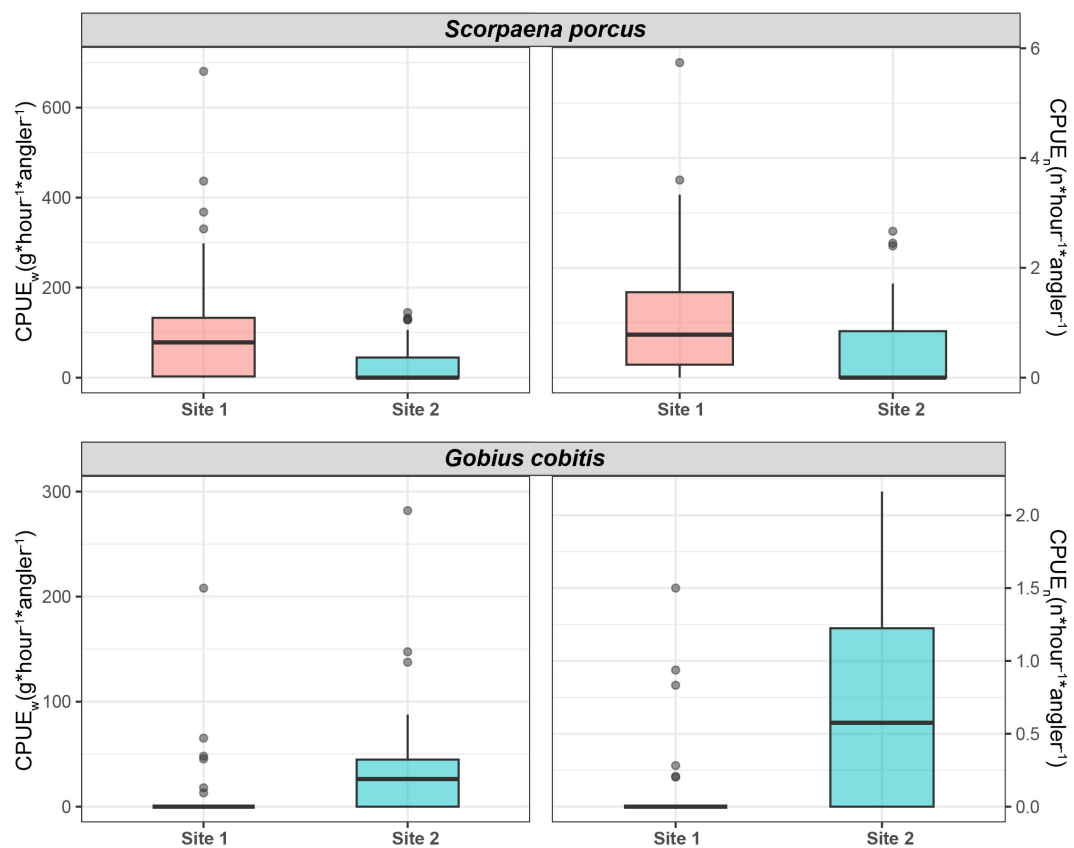 Scorpaena porcus
CPUEw(g*hour-1*angler-1)
600
400
200
0
Site 1
Site 2
6
4
2
0
CPUEn(n*hour-1*angler-1)
Site 1
Site 2
Gobius cobitis
CPUEw(g*hour-1*angler-1)
300
200
100
0
Site 1
Site 2
2.0
1.5
1.0
0.5
0.0
CPUEn(n*hour-1*angler-1)
Site 1
Site 2